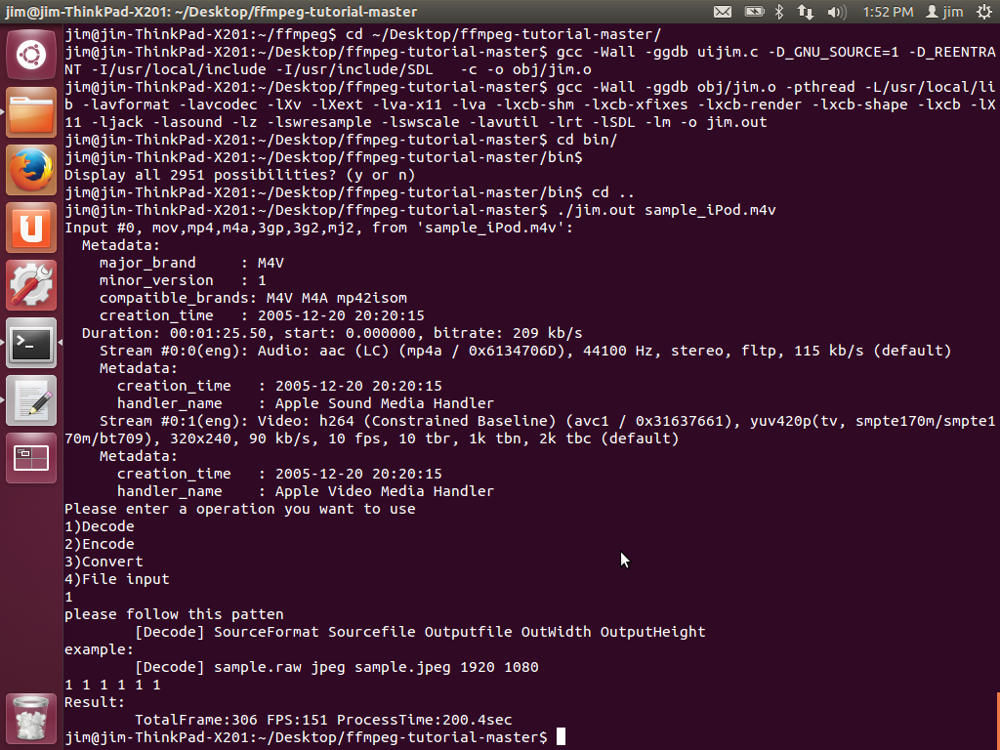 jim@jim-ThinkPad-X201: ~/Desktop/ffmpeg-tutorial-master
1:52 PM
jim
jim@jim-ThinkPad-X201:~/ffmpeg$ cd ~/Desktop/ffmpeg-tutorial-master/
jim@jim-ThinkPad-X201:~/Desktop/ffmpeg-tutorial-master$ gcc -Wall -ggdb uijim.c -D_GNU_SOURCE=1 -D_REENTRA
NT -I/usr/local/include -I/usr/include/SDL   -c -o obj/jim.o
jim@jim-ThinkPad-X201:~/Desktop/ffmpeg-tutorial-master$ gcc -Wall -ggdb obj/jim.o -pthread -L/usr/local/li
b -lavformat -lavcodec -lXv -lXext -lva-x11 -lva -lxcb-shm -lxcb-xfixes -lxcb-render -lxcb-shape -lxcb -lX
11 -ljack -lasound -lz -lswresample -lswscale -lavutil -lrt -lSDL -lm -o jim.out
jim@jim-ThinkPad-X201:~/Desktop/ffmpeg-tutorial-master$ cd bin/
jim@jim-ThinkPad-X201:~/Desktop/ffmpeg-tutorial-master/bin$
Display all 2951 possibilities? (y or n)
jim@jim-ThinkPad-X201:~/Desktop/ffmpeg-tutorial-master/bin$ cd ..
jim@jim-ThinkPad-X201:~/Desktop/ffmpeg-tutorial-master$ ./jim.out sample_iPod.m4v
Input #0, mov,mp4,m4a,3gp,3g2,mj2, from 'sample_iPod.m4v':
  Metadata:
    major_brand     : M4V
    minor_version   : 1
    compatible_brands: M4V M4A mp42isom
    creation_time   : 2005-12-20 20:20:15
  Duration: 00:01:25.50, start: 0.000000, bitrate: 209 kb/s
    Stream #0:0(eng): Audio: aac (LC) (mp4a / 0x6134706D), 44100 Hz, stereo, fltp, 115 kb/s (default)
    Metadata:
      creation_time   : 2005-12-20 20:20:15
      handler_name    : Apple Sound Media Handler
    Stream #0:1(eng): Video: h264 (Constrained Baseline) (avc1 / 0x31637661), yuv420p(tv, smpte170m/smpte1
70m/bt709), 320x240, 90 kb/s, 10 fps, 10 tbr, 1k tbn, 2k tbc (default)
    Metadata:
      creation_time   : 2005-12-20 20:20:15
      handler_name    : Apple Video Media Handler
Please enter a operation you want to use
1)Decode
2)Encode
3)Convert
4)File input
1
please follow this patten
        [Decode] SourceFormat Sourcefile Outputfile OutWidth OutputHeight
example:
        [Decode] sample.raw jpeg sample.jpeg 1920 1080
1 1 1 1 1 1
Result:
        TotalFrame:306 FPS:151 ProcessTime:200.4sec
jim@jim-ThinkPad-X201:~/Desktop/ffmpeg-tutorial-master$